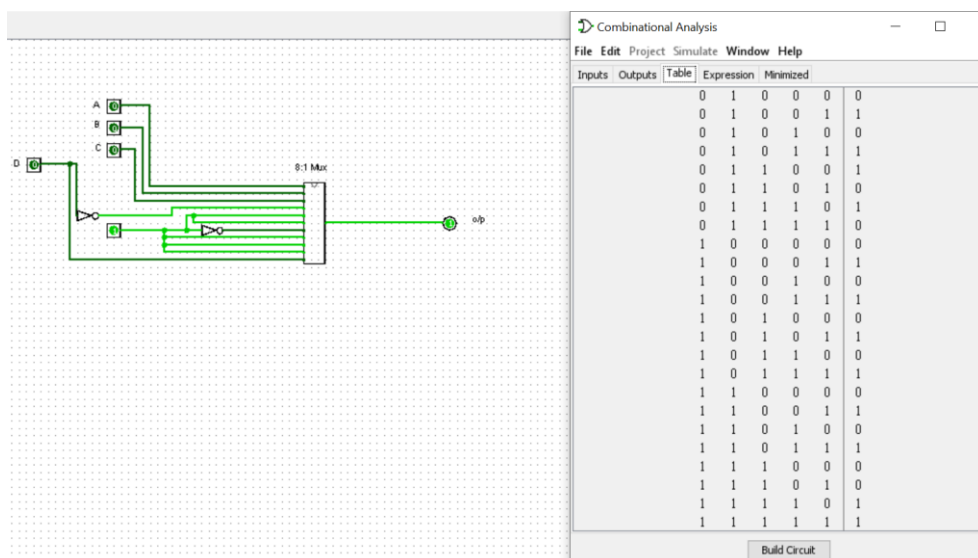 Combinational Analysis
File Edit Project Simulate Window Help
Inputs Outputs Table Expression Minimized
A
B
C
D
8:1 Mux
o/p
0 1 0 0 0 0
0 1 0 0 1 1
0 1 0 1 0 0
0 1 0 1 1 1
0 1 1 0 0 1
0 1 1 0 1 0
0 1 1 1 0 1
0 1 1 1 1 0
1 0 0 0 0 0
1 0 0 0 1 1
1 0 0 1 0 0
1 0 0 1 1 1
1 0 1 0 0 0
1 0 1 0 1 1
1 0 1 1 0 0
1 0 1 1 1 1
1 1 0 0 0 0
1 1 0 0 1 1
1 1 0 1 0 0
1 1 0 1 1 1
1 1 1 0 0 0
1 1 1 0 1 0
1 1 1 1 0 1
1 1 1 1 1 1
Build Circuit